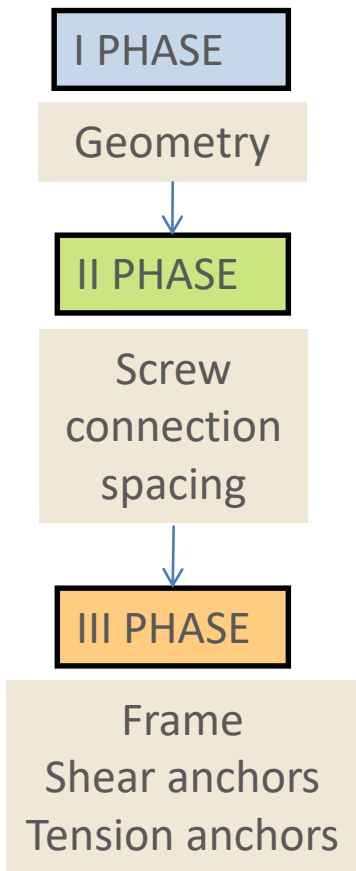 I PHASE
Geometry
II PHASE
Screw
connection
spacing
III PHASE
Frame
Shear anchors
Tension anchors